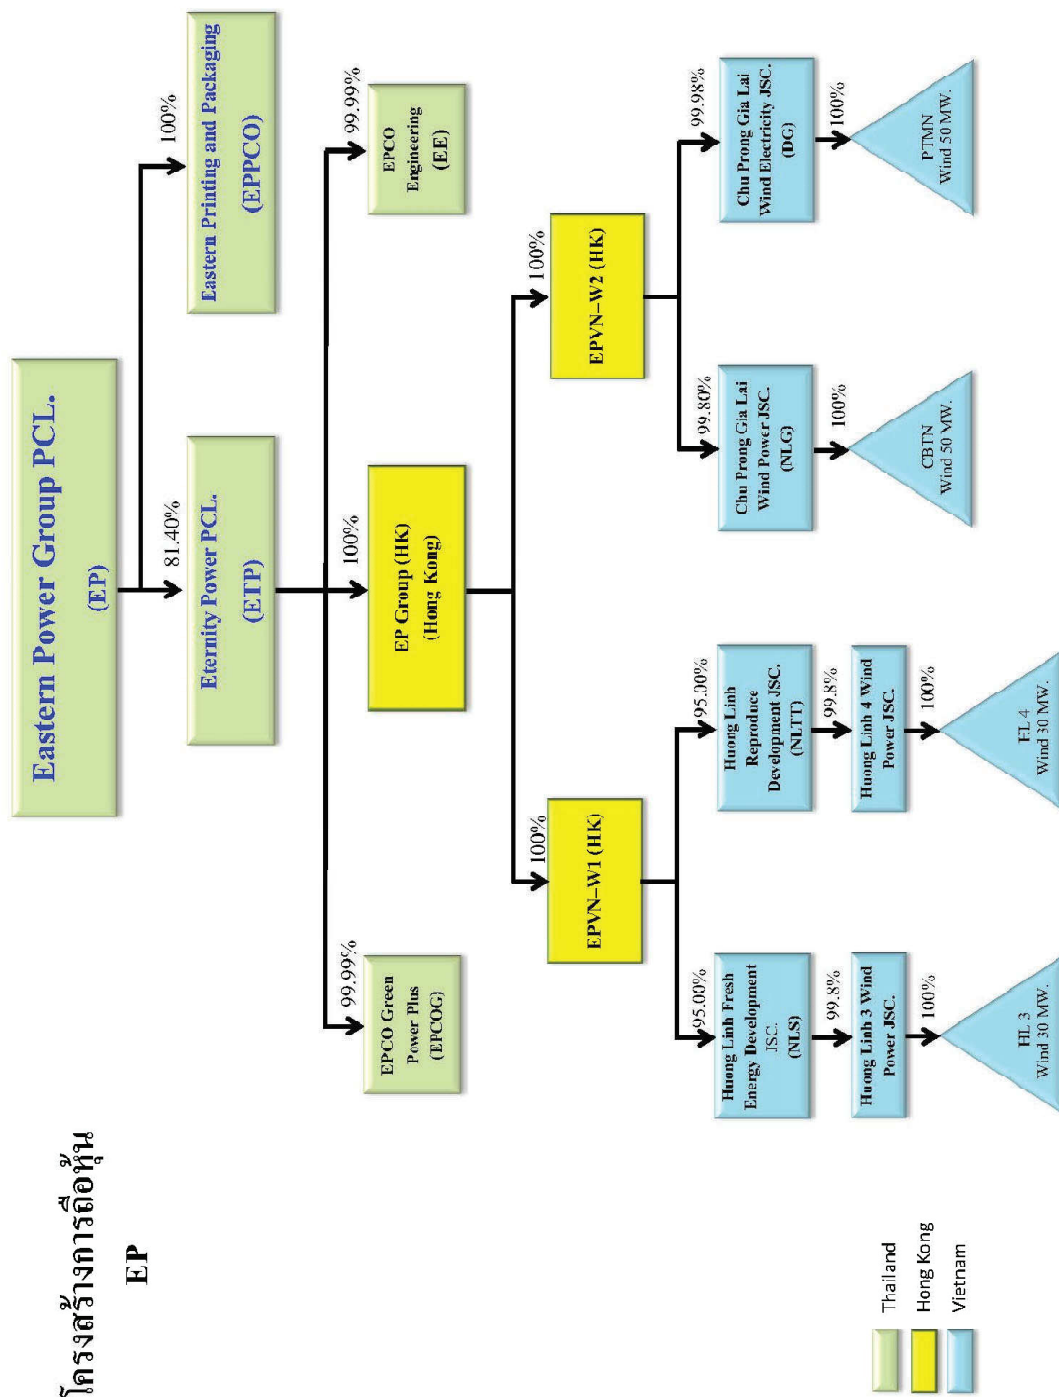 โครงสร้างการถือหุ้น
EP
Eastern Power Group PCL.
(EP)
81.40%
100%
Eternity Power PCL.
(ETP)
Eastern Printing and Packaging
(EPPCO)
99.99%
100%
99.99%
EPCO Green
Power Plus
(EPCOG)
EP Group (HK)
(Hong Kong)
EPCO
Engineering
(EE)
100%
100%
EPVN-W1 (HK)
EPVN-W2 (HK)
95.00%
95.00%
99.80%
99.98%
Huong Linh Fresh
Energy Development
JSC.
(NLS)
Huong Linh
Reproduce
Development JSC.
(NLTT)
Chu Prong Gia Lai
Wind Power JSC.
(NLG)
Chu Prong Gia Lai
Wind Electricity JSC.
(DG)
99.8%
99.8%
100%
100%
Huong Linh 3 Wind
Power JSC.
Huong Linh 4 Wind
Power JSC.
CBTN
Wind 50 MW.
PTMN
Wind 50 MW.
100%
100%
HL 3
Wind 30 MW.
HL 4
Wind 30 MW.
Thailand
Hong Kong
Vietnam